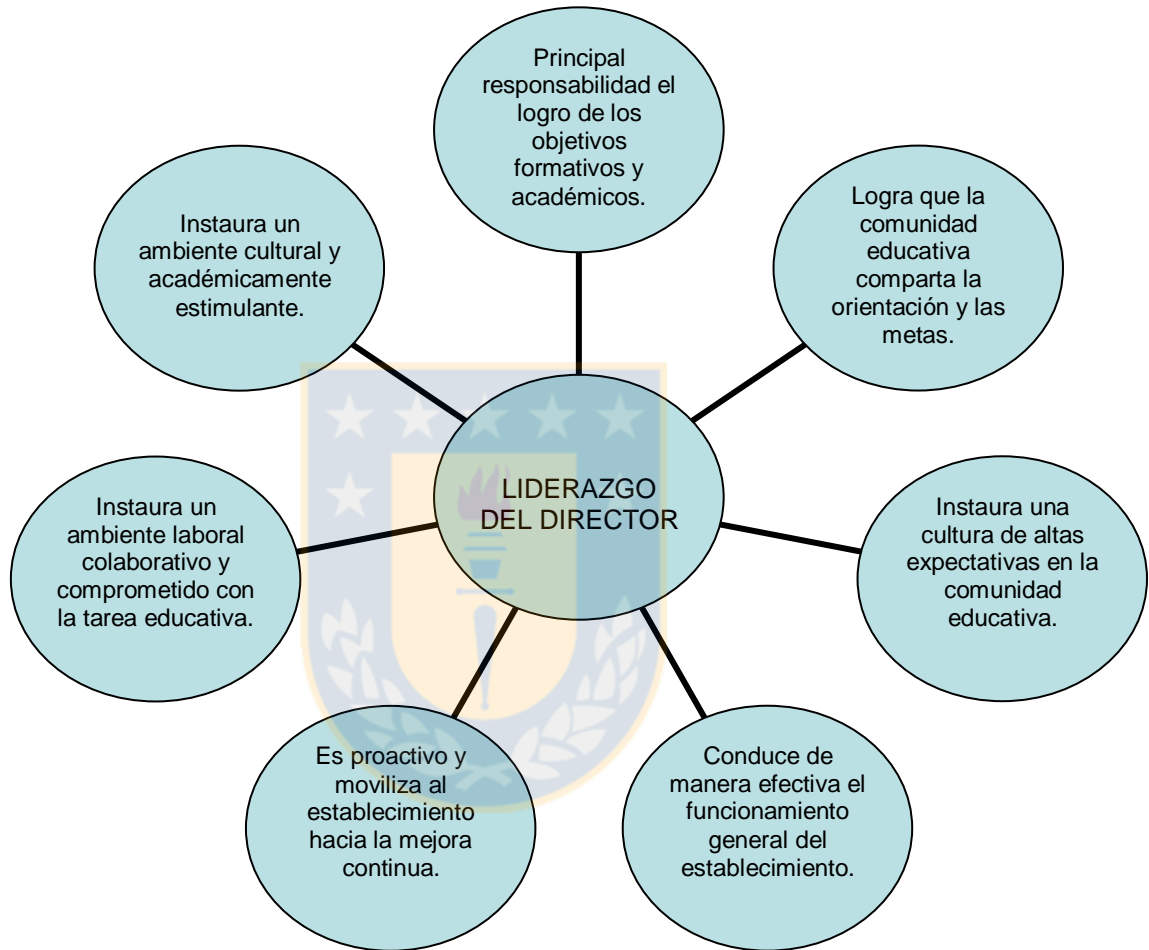 Principal
responsabilidad el
logro de los
objetivos
formativos y
académicos.
Logra que la
comunidad
educativa
comparta la
orientación y las
metas.
Instaura una
cultura de altas
expectativas en la
comunidad
educativa.
Conduce de
manera efectiva el
funcionamiento
general del
establecimiento.
Es proactivo y
moviliza al
establecimiento
hacia la mejora
continua.
Instaura un
ambiente laboral
colaborativo y
comprometido con
la tarea educativa.
Instaura un
ambiente cultural y
académicamente
estimulante.
LIDERAZGO
DEL DIRECTOR